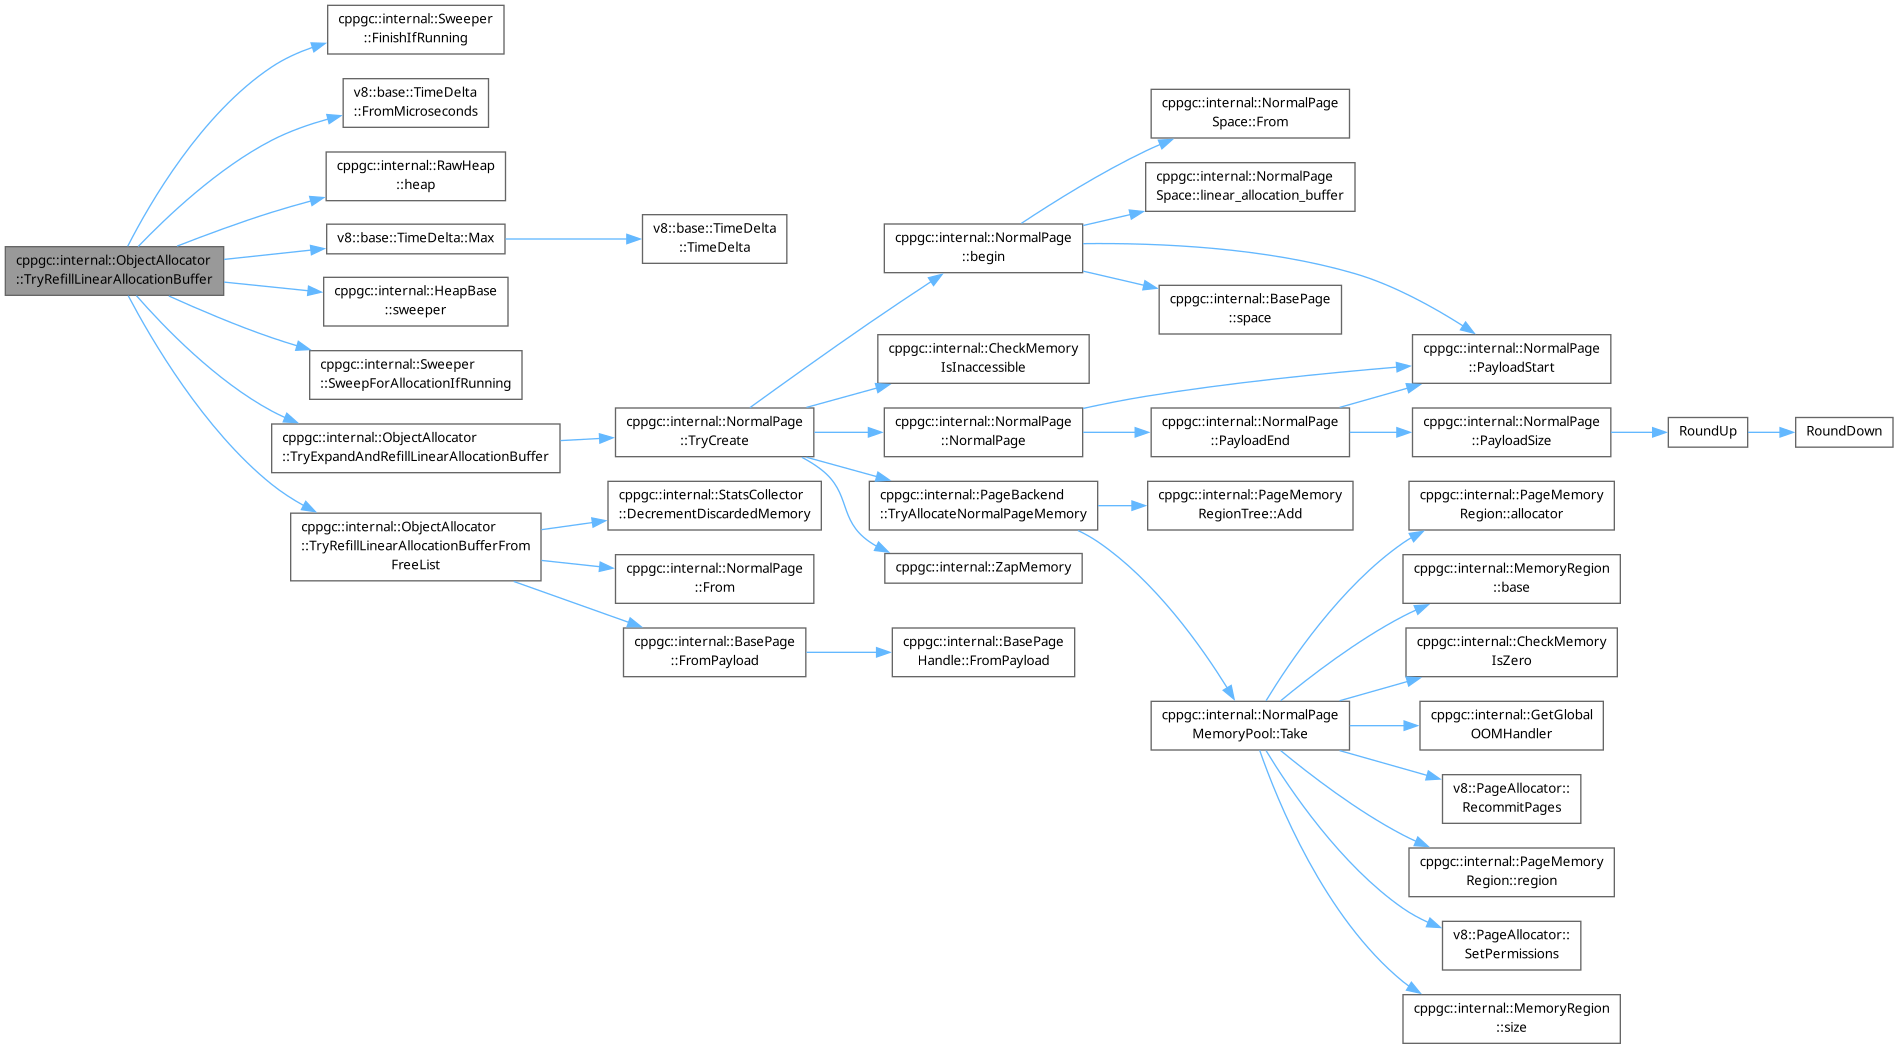 cppgc::internal::ObjectAllocator
::TryRefillLinearAllocationBuffer
cppgc::internal::Sweeper
::FinishIfRunning
v8::base::TimeDelta
::FromMicroseconds
cppgc::internal::RawHeap
::heap
v8::base::TimeDelta::Max
v8::base::TimeDelta
::TimeDelta
cppgc::internal::HeapBase
::sweeper
cppgc::internal::Sweeper
::SweepForAllocationIfRunning
cppgc::internal::ObjectAllocator
::TryExpandAndRefillLinearAllocationBuffer
cppgc::internal::ObjectAllocator
::TryRefillLinearAllocationBufferFrom
FreeList
cppgc::internal::NormalPage
::TryCreate
cppgc::internal::StatsCollector
::DecrementDiscardedMemory
cppgc::internal::NormalPage
::From
cppgc::internal::BasePage
::FromPayload
cppgc::internal::BasePage
Handle::FromPayload
cppgc::internal::NormalPage
::begin
cppgc::internal::CheckMemory
IsInaccessible
cppgc::internal::NormalPage
::NormalPage
cppgc::internal::PageBackend
::TryAllocateNormalPageMemory
cppgc::internal::ZapMemory
cppgc::internal::NormalPage
Space::From
cppgc::internal::NormalPage
Space::linear_allocation_buffer
cppgc::internal::BasePage
::space
cppgc::internal::NormalPage
::PayloadStart
cppgc::internal::NormalPage
::PayloadEnd
cppgc::internal::NormalPage
::PayloadSize
RoundUp
RoundDown
cppgc::internal::PageMemory
RegionTree::Add
cppgc::internal::NormalPage
MemoryPool::Take
cppgc::internal::PageMemory
Region::allocator
cppgc::internal::MemoryRegion
::base
cppgc::internal::CheckMemory
IsZero
cppgc::internal::GetGlobal
OOMHandler
v8::PageAllocator::
RecommitPages
cppgc::internal::PageMemory
Region::region
v8::PageAllocator::
SetPermissions
cppgc::internal::MemoryRegion
::size